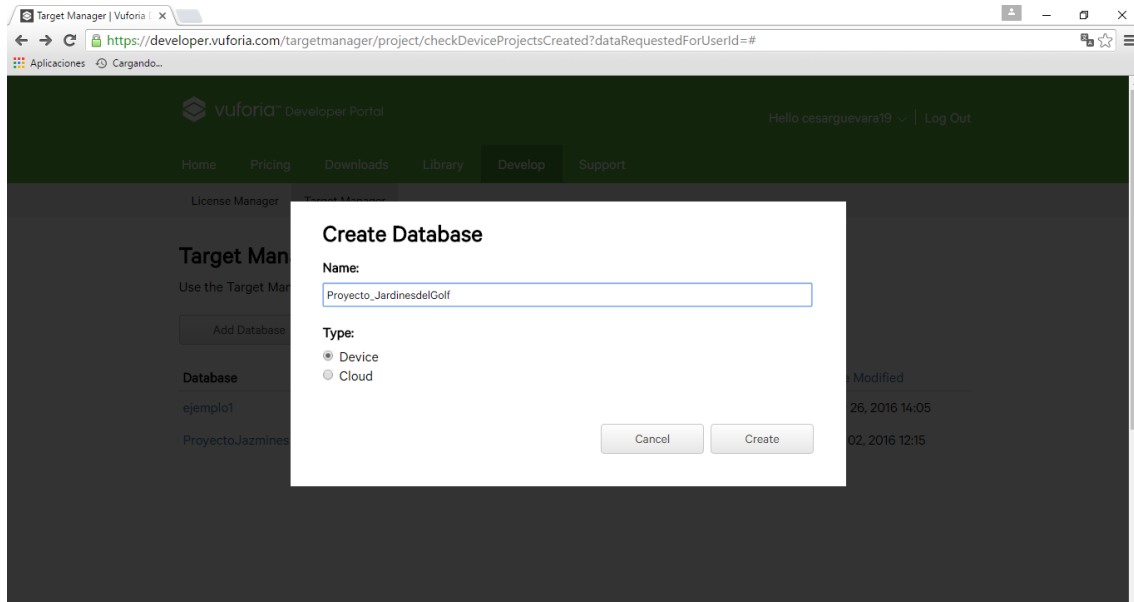 Target Manager | Vuforia
https://developer.vuforia.com/targetmanager/project/checkDeviceProjectsCreated?dataRequestedForUserId=#
Aplicaciones Cargando...
vuforia™ Developer Portal
Hello cesarguevara19 Log Out
Home Pricing Downloads Library Develop Support
License Manager Target Manager
Create Database
Target Man
Name:
Use the Target Mar
Proyecto_JardinesdelGolf
Add Database
Type:
Device
Database
Modified
Cloud
ejemplo1
26, 2016 14:05
ProyectoJazmines
02, 2016 12:15
Cancel Create